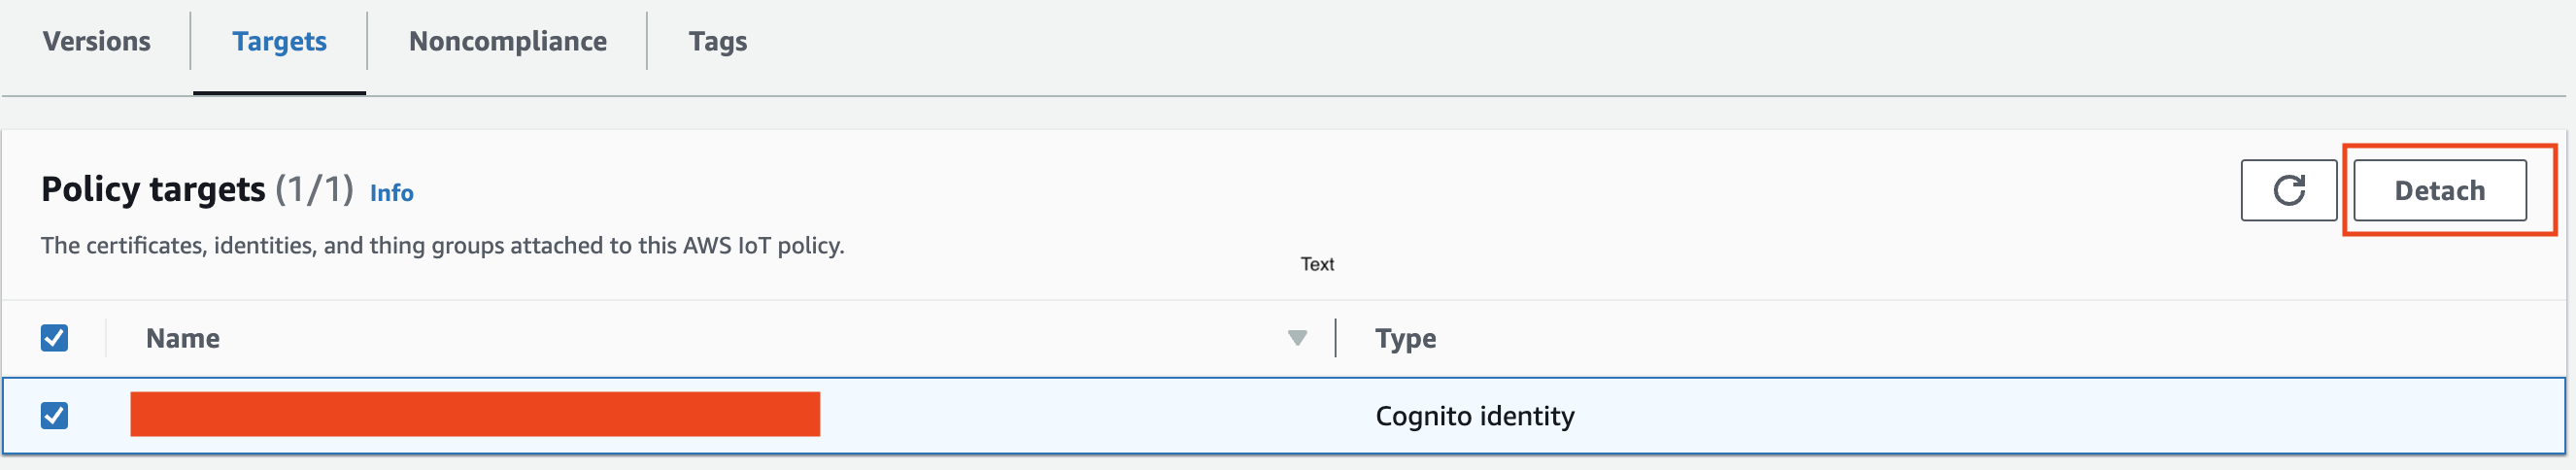 Versions Targets Noncompliance Tags
Policy targets (1/1) Info
Detach
The certificates, identities, and thing groups attached to this AWS IoT policy.
Text
Name Type
Cognito identity